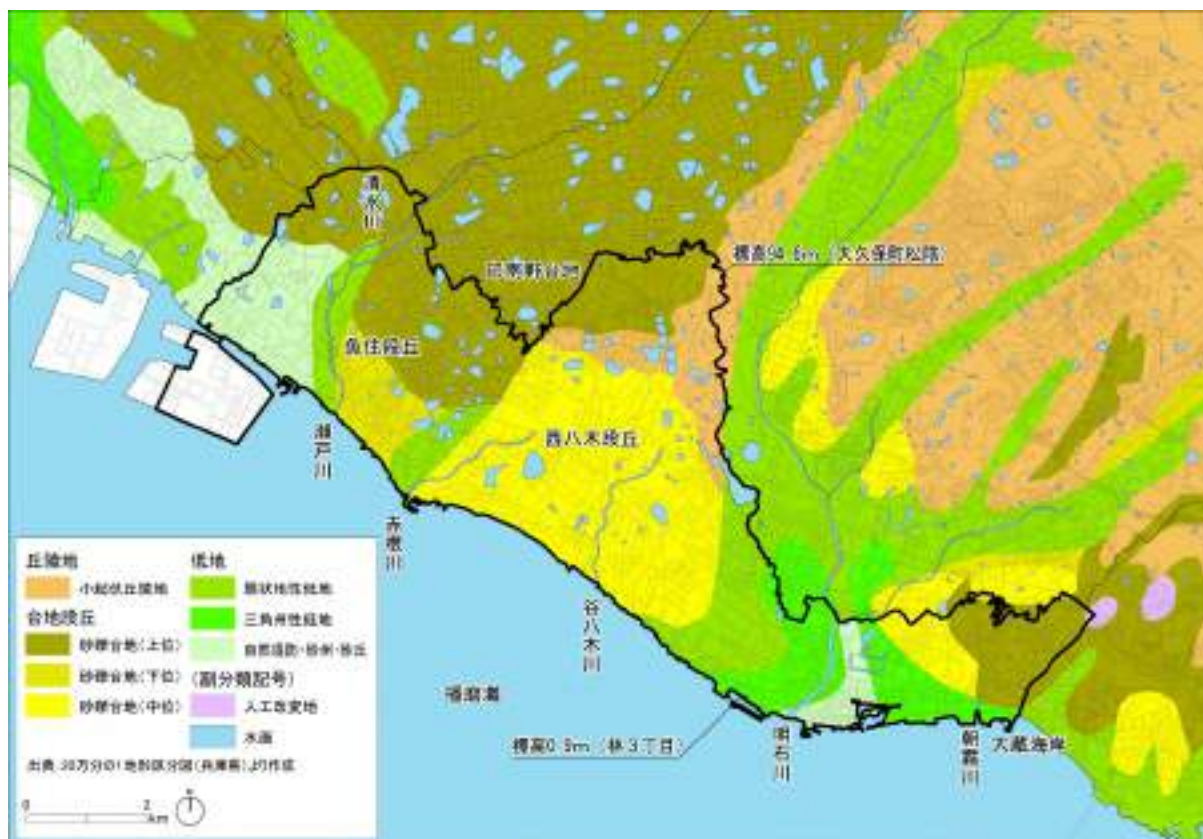 清水川
印南野台地
標高94.6m（大久保町松陰）
魚住段丘
西八木段丘
瀬戸川
赤根川
谷八木川
播磨灘
標高0.9m（林３丁目）
明石川
朝霧川
大蔵海岸
丘陵地
小起伏丘陵地
台地段丘
砂礫台地（上位）
砂礫台地（下位）
砂礫台地（中位）
低地
扇状地性低地
三角州性低地
自然堤防・砂州・砂丘
（副分類記号）
人工改変地
水面
出典：20万分の1地形区分図（兵庫県）より作成
0 2
km